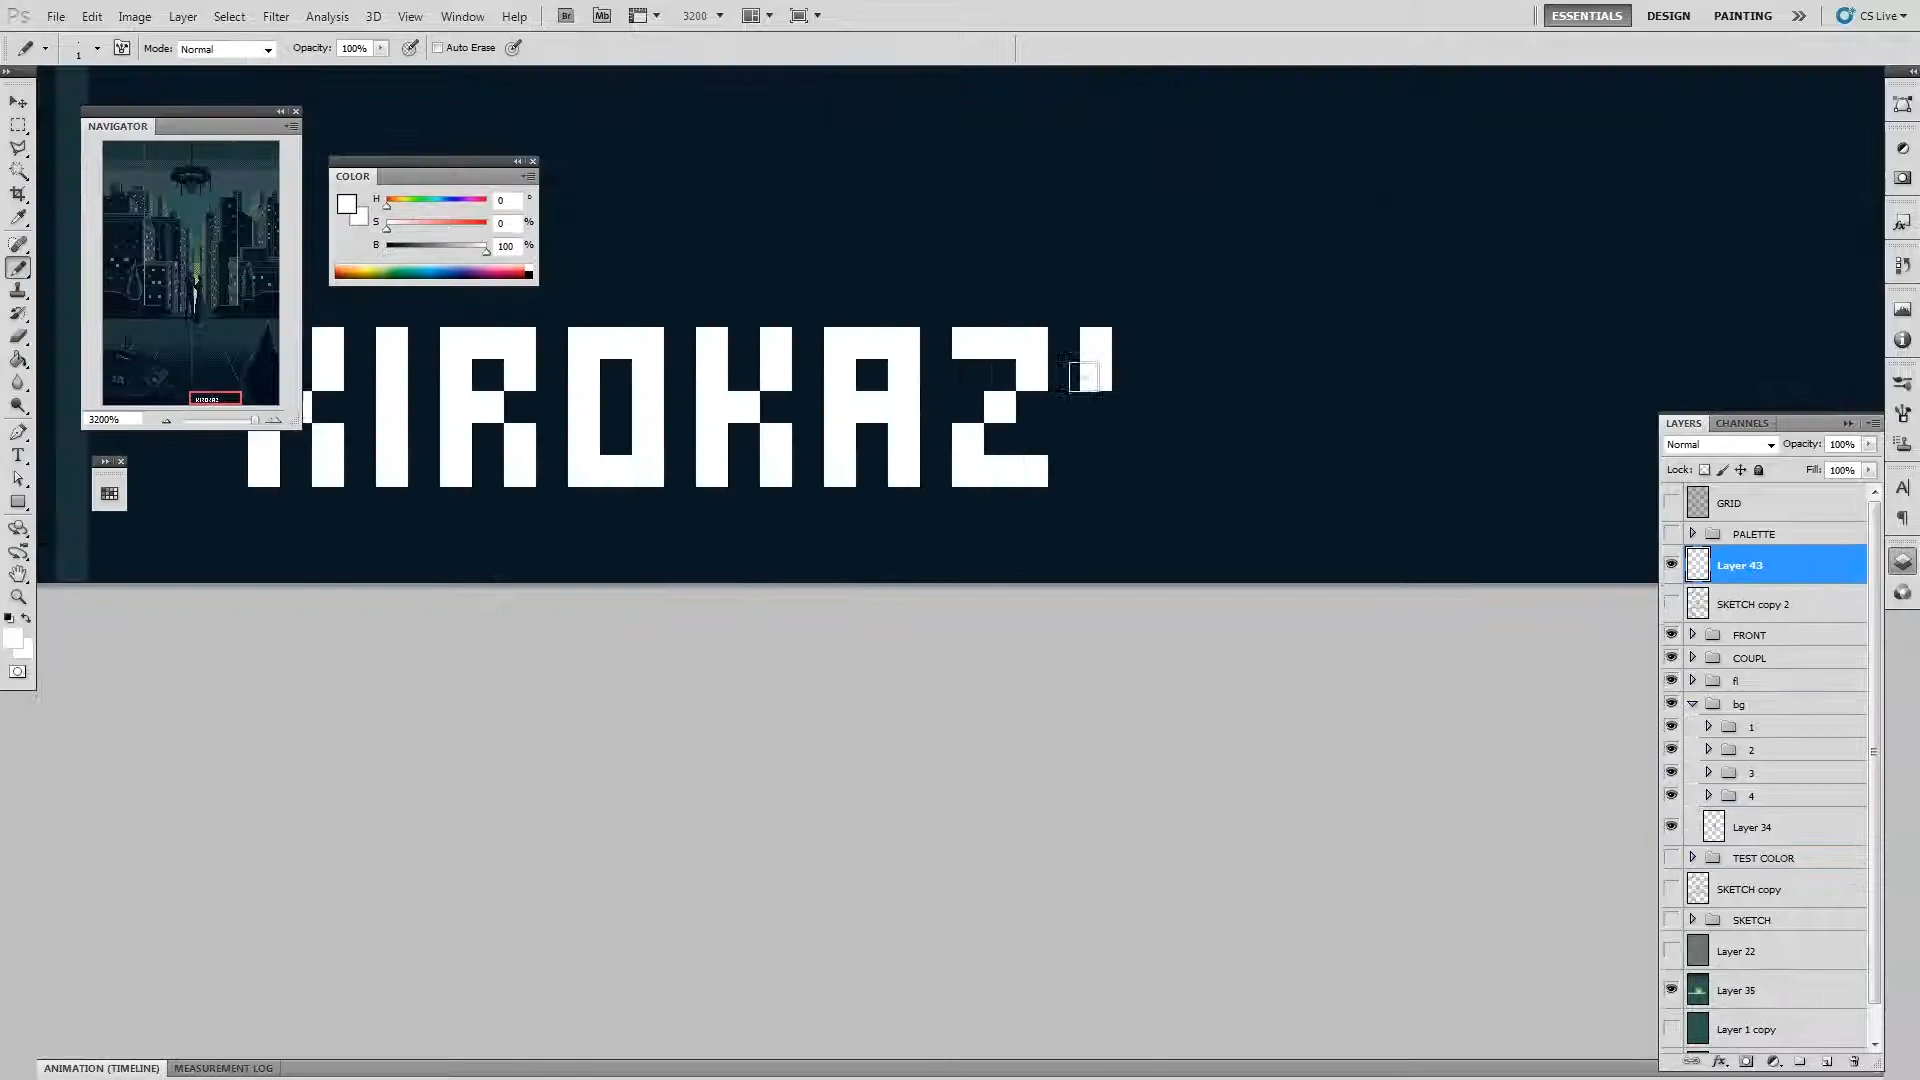 Ps File Edit Image Layer Select Filter Analysis 3D View Window Help Br Mb 3200 ESSENTIALS DESIGN PAINTING CS Live
1 Mode: Normal Opacity: 100% Auto Erase
NAVIGATOR
3200%
COLOR
H 0 °
S 0 %
B 100 %
KIROKAZ'
LAYERS CHANNELS
Normal Opacity: 100%
Lock: Fill: 100%
GRID
PALETTE
Layer 43
SKETCH copy 2
FRONT
COUPL
fl
bg
1
2
3
4
Layer 34
TEST COLOR
SKETCH copy
SKETCH
Layer 22
Layer 35
Layer 1 copy
ANIMATION (TIMELINE) MEASUREMENT LOG